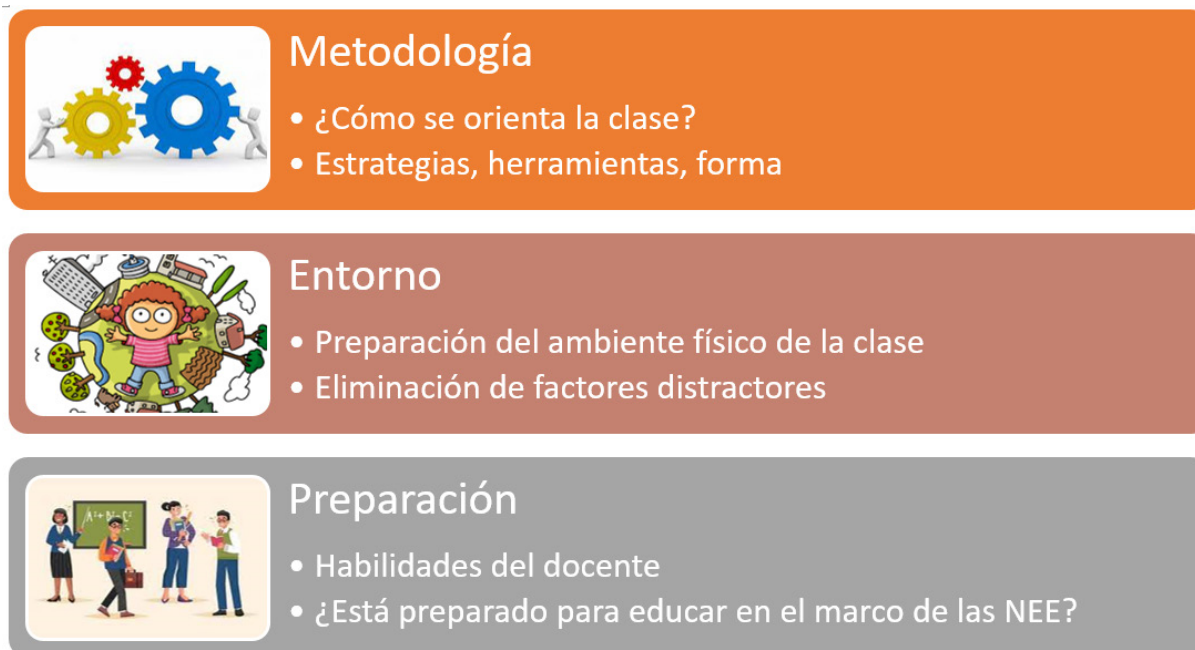 Metodología
• ¿Cómo se orienta la clase?
• Estrategias, herramientas, forma
Entorno
• Preparación del ambiente físico de la clase
• Eliminación de factores distractores
Preparación
• Habilidades del docente
• ¿Está preparado para educar en el marco de las NEE?